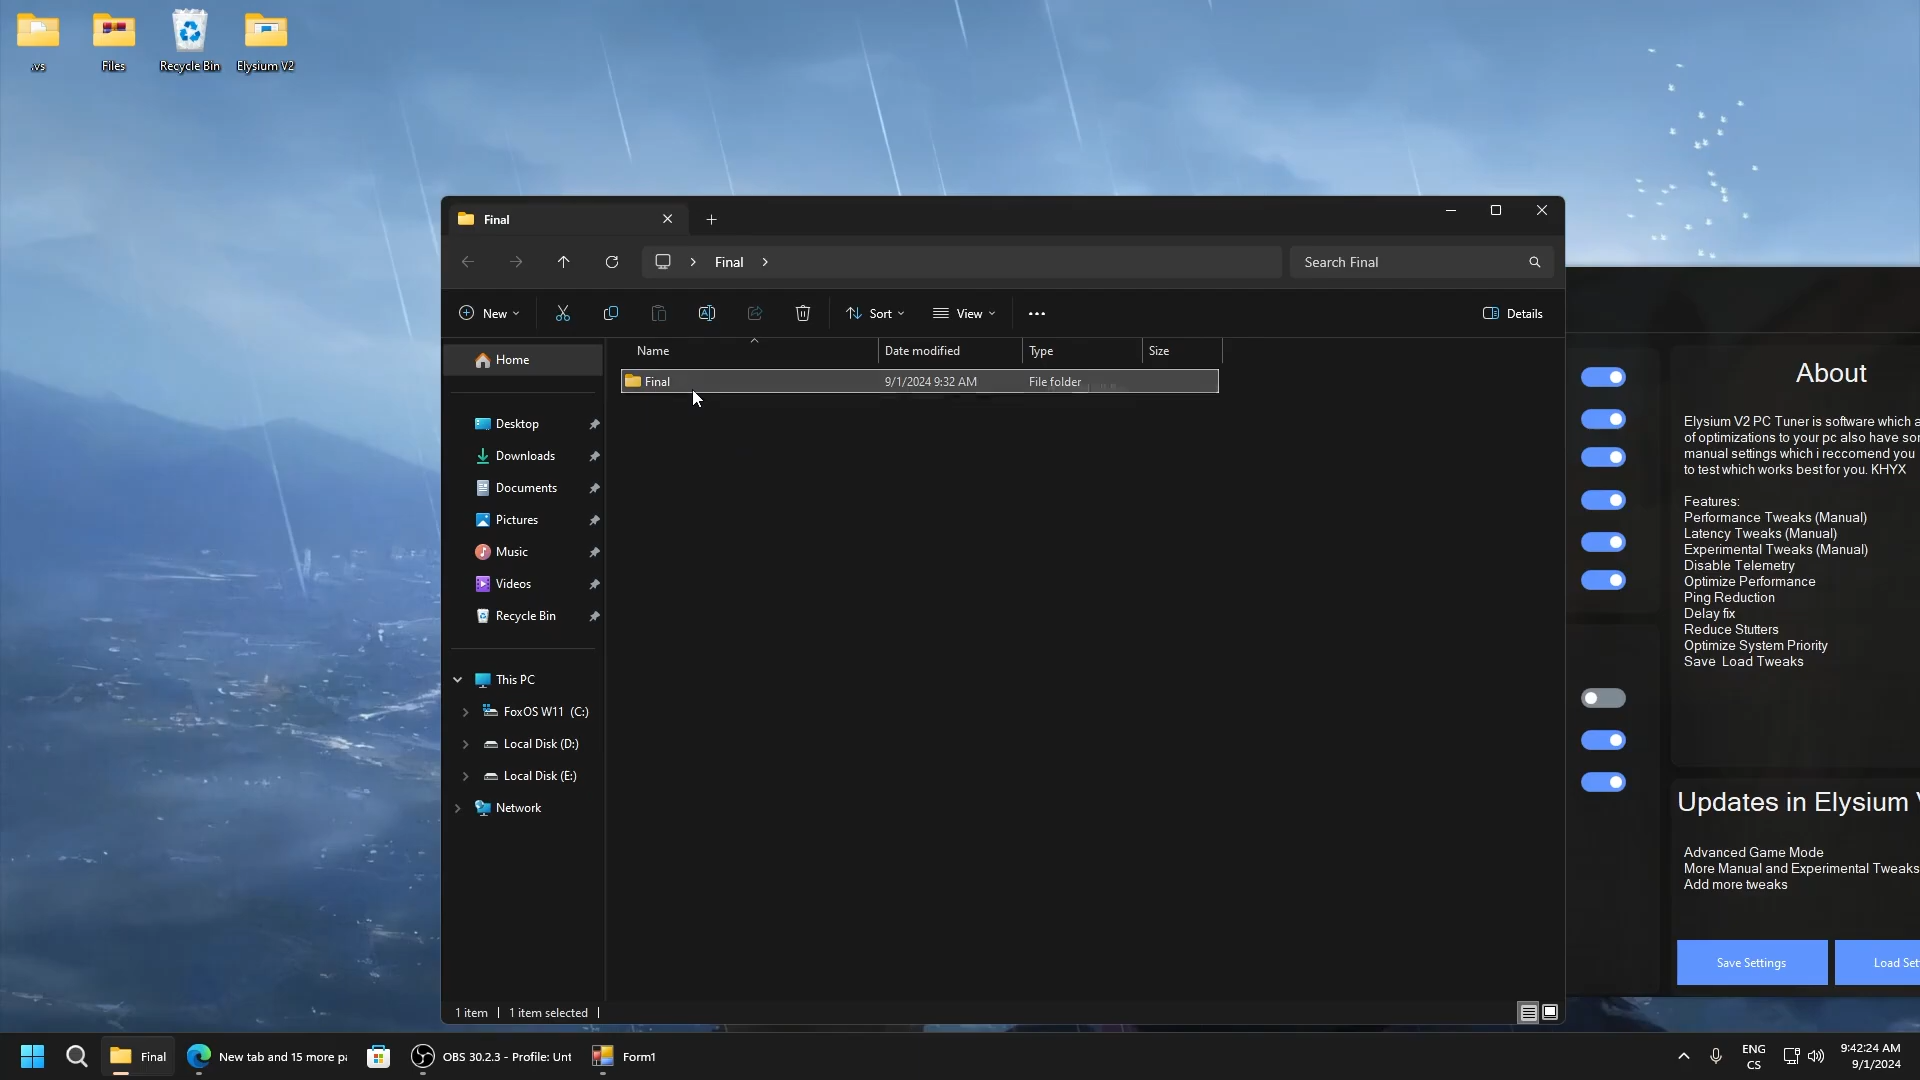 .vs
Files
Recycle Bin
Elysium V2
Final
Final
Search Final
New
Sort
View
Details
Home
Name
Date modified
Type
Size
Final
9/1/2024 9:32 AM
File folder
Desktop
Downloads
Documents
Pictures
Music
Videos
Recycle Bin
This PC
FoxOS W11 (C:)
Local Disk (D:)
Local Disk (E:)
Network
1 item
1 item selected
About
Elysium V2 PC Tuner is software which a
of optimizations to your pc also have so
manual settings which i reccomend you
to test which works best for you. KHYX
Features:
Performance Tweaks (Manual)
Latency Tweaks (Manual)
Experimental Tweaks (Manual)
Disable Telemetry
Optimize Performance
Ping Reduction
Delay fix
Reduce Stutters
Optimize System Priority
Save Load Tweaks
Updates in Elysium
Advanced Game Mode
More Manual and Experimental Tweaks
Add more tweaks
Save Settings
Load Set
Final
New tab and 15 more pa
OBS 30.2.3 - Profile: Unt
Form1
ENG
CS
9:42:24 AM
9/1/2024